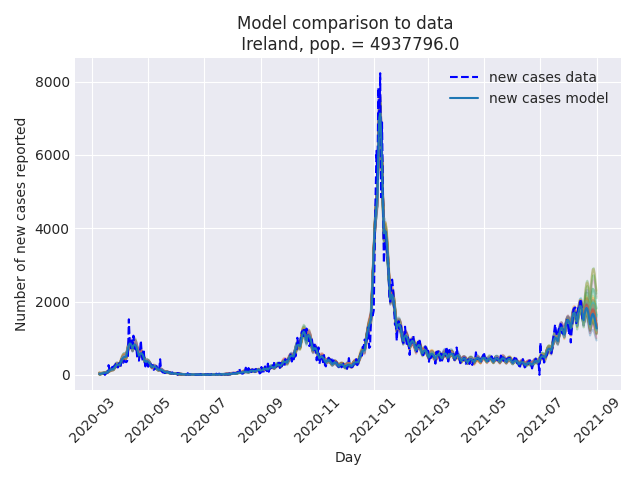 Model comparison to data
Ireland, pop. = 4937796.0
new cases data
new cases model
Number of new cases reported
8000
6000
4000
2000
0
2020-03
2020-05
2020-07
2020-09
2020-11
2021-01
2021-03
2021-05
2021-07
2021-09
Day